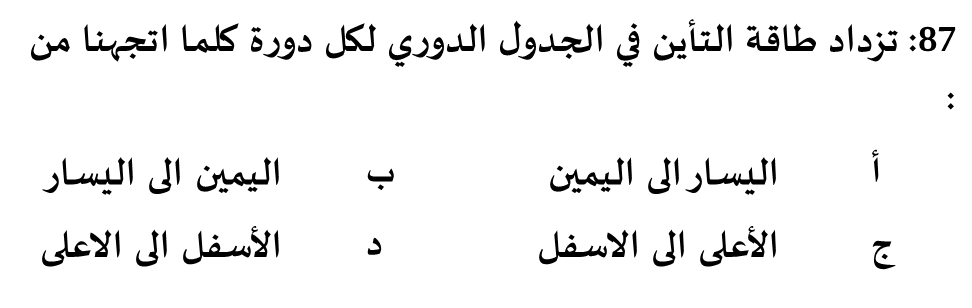 87: تزداد طاقة التأين في الجدول الدوري لكل دورة كلما اتجهنا من
:
أ اليسار الى اليمين ب اليمين الى اليسار
ج الأعلى الى الاسفل د الأسفل الى الاعلى